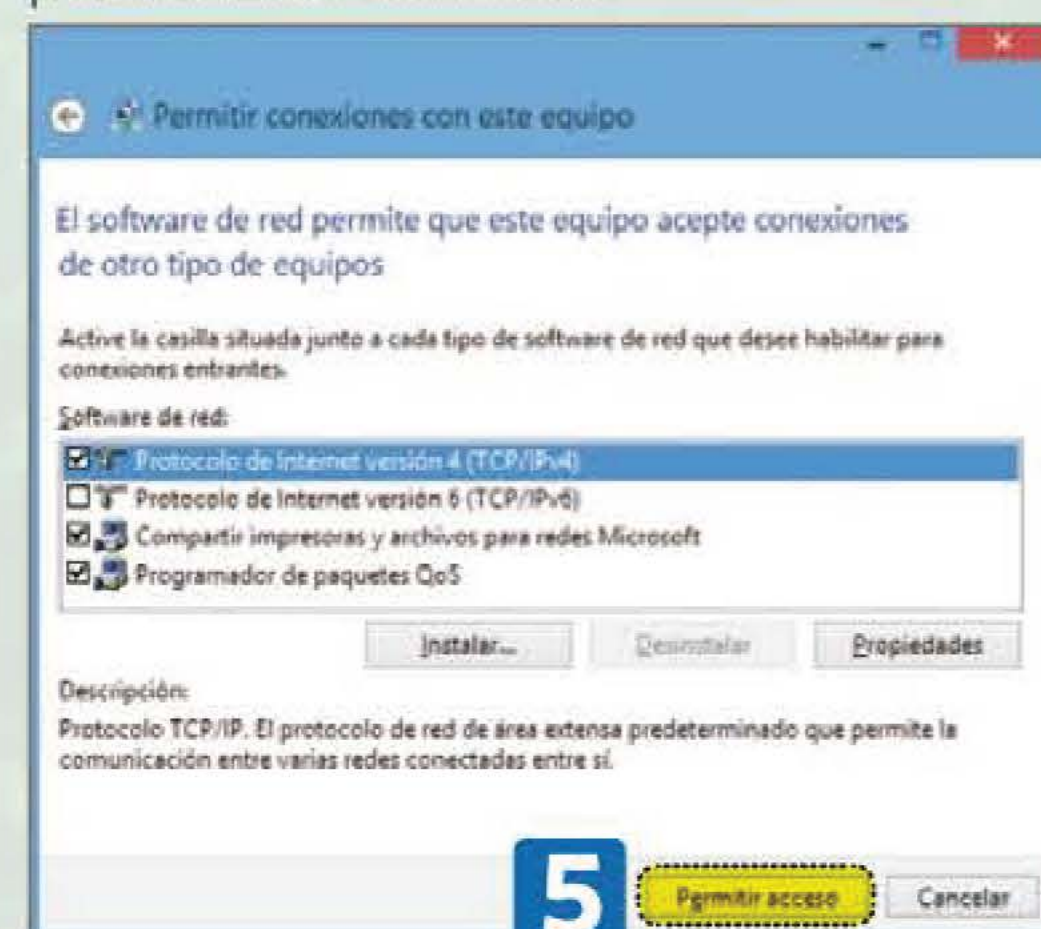 Permitir conexiones con este equipo
El software de red permite que este equipo acepte conexiones
de otro tipo de equipos
Active la casilla situada junto a cada tipo de software de red que desee habilitar para
conexiones entrantes.
Software de red:
Protocolo de Internet versión 4 (TCP/IPv4)
Protocolo de Internet versión 6 (TCP/IPv6)
Compartir impresoras y archivos para redes Microsoft
Programador de paquetes QoS
Instalar... Desinstalar Propiedades
Descripción:
Protocolo TCP/IP. El protocolo de red de área extensa predeterminado que permite la
comunicación entre varias redes conectadas entre sí.
5 Permitir acceso Cancelar